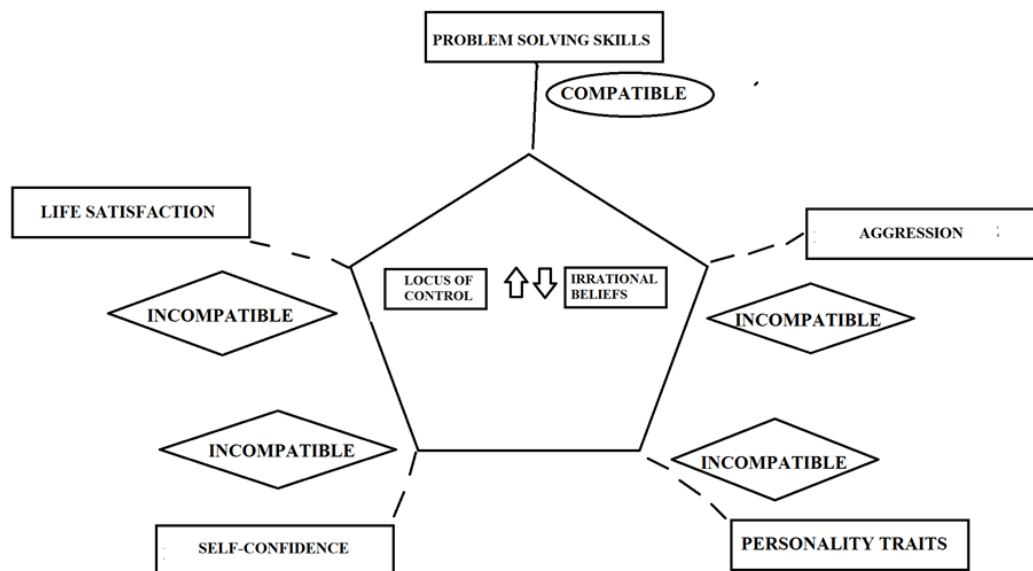 PROBLEM SOLVING SKILLS
COMPATIBLE
LIFE SATISFACTION
AGGRESSION
LOCUS OF
CONTROL
IRRATIONAL
BELIEFS
INCOMPATIBLE
INCOMPATIBLE
INCOMPATIBLE
INCOMPATIBLE
SELF-CONFIDENCE
PERSONALITY TRAITS